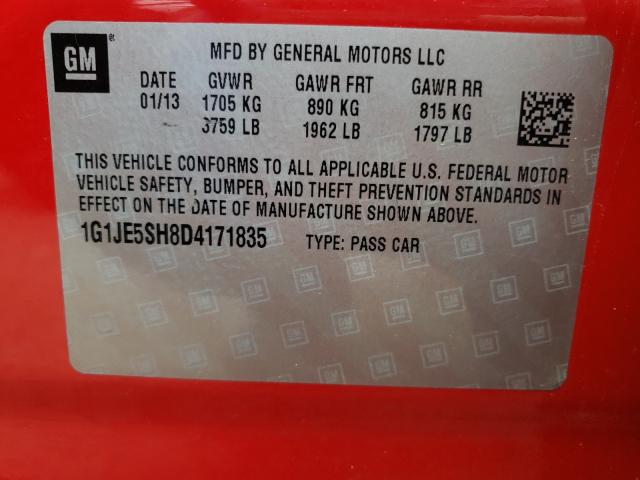 GM
MFD BY GENERAL MOTORS LLC
DATE GVWR GAWR FRT GAWR RR
01/13 1705 KG 890 KG 815 KG
3759 LB 1962 LB 1797 LB
THIS VEHICLE CONFORMS TO ALL APPLICABLE U.S. FEDERAL MOTOR
VEHICLE SAFETY, BUMPER, AND THEFT PREVENTION STANDARDS IN
EFFECT ON THE DATE OF MANUFACTURE SHOWN ABOVE.
1G1JE5SH8D4171835 TYPE: PASS CAR